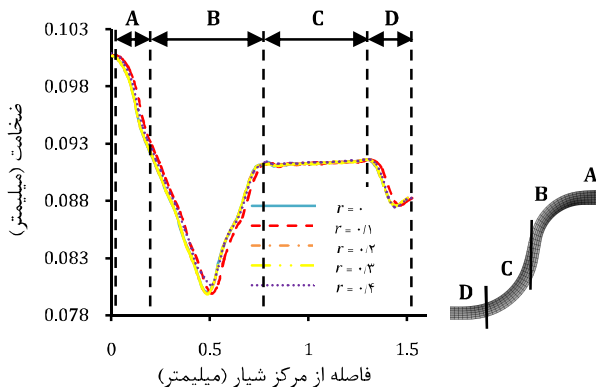 A B C D
0.103
0.098
0.093
0.088
0.083
0.078
ضخامت (میلیمتر)
r = ۰
r = ۰/۱
r = ۰/۲
r = ۰/۳
r = ۰/۴
0 0.5 1 1.5
فاصله از مرکز شیار (میلیمتر)
A
B
C
D